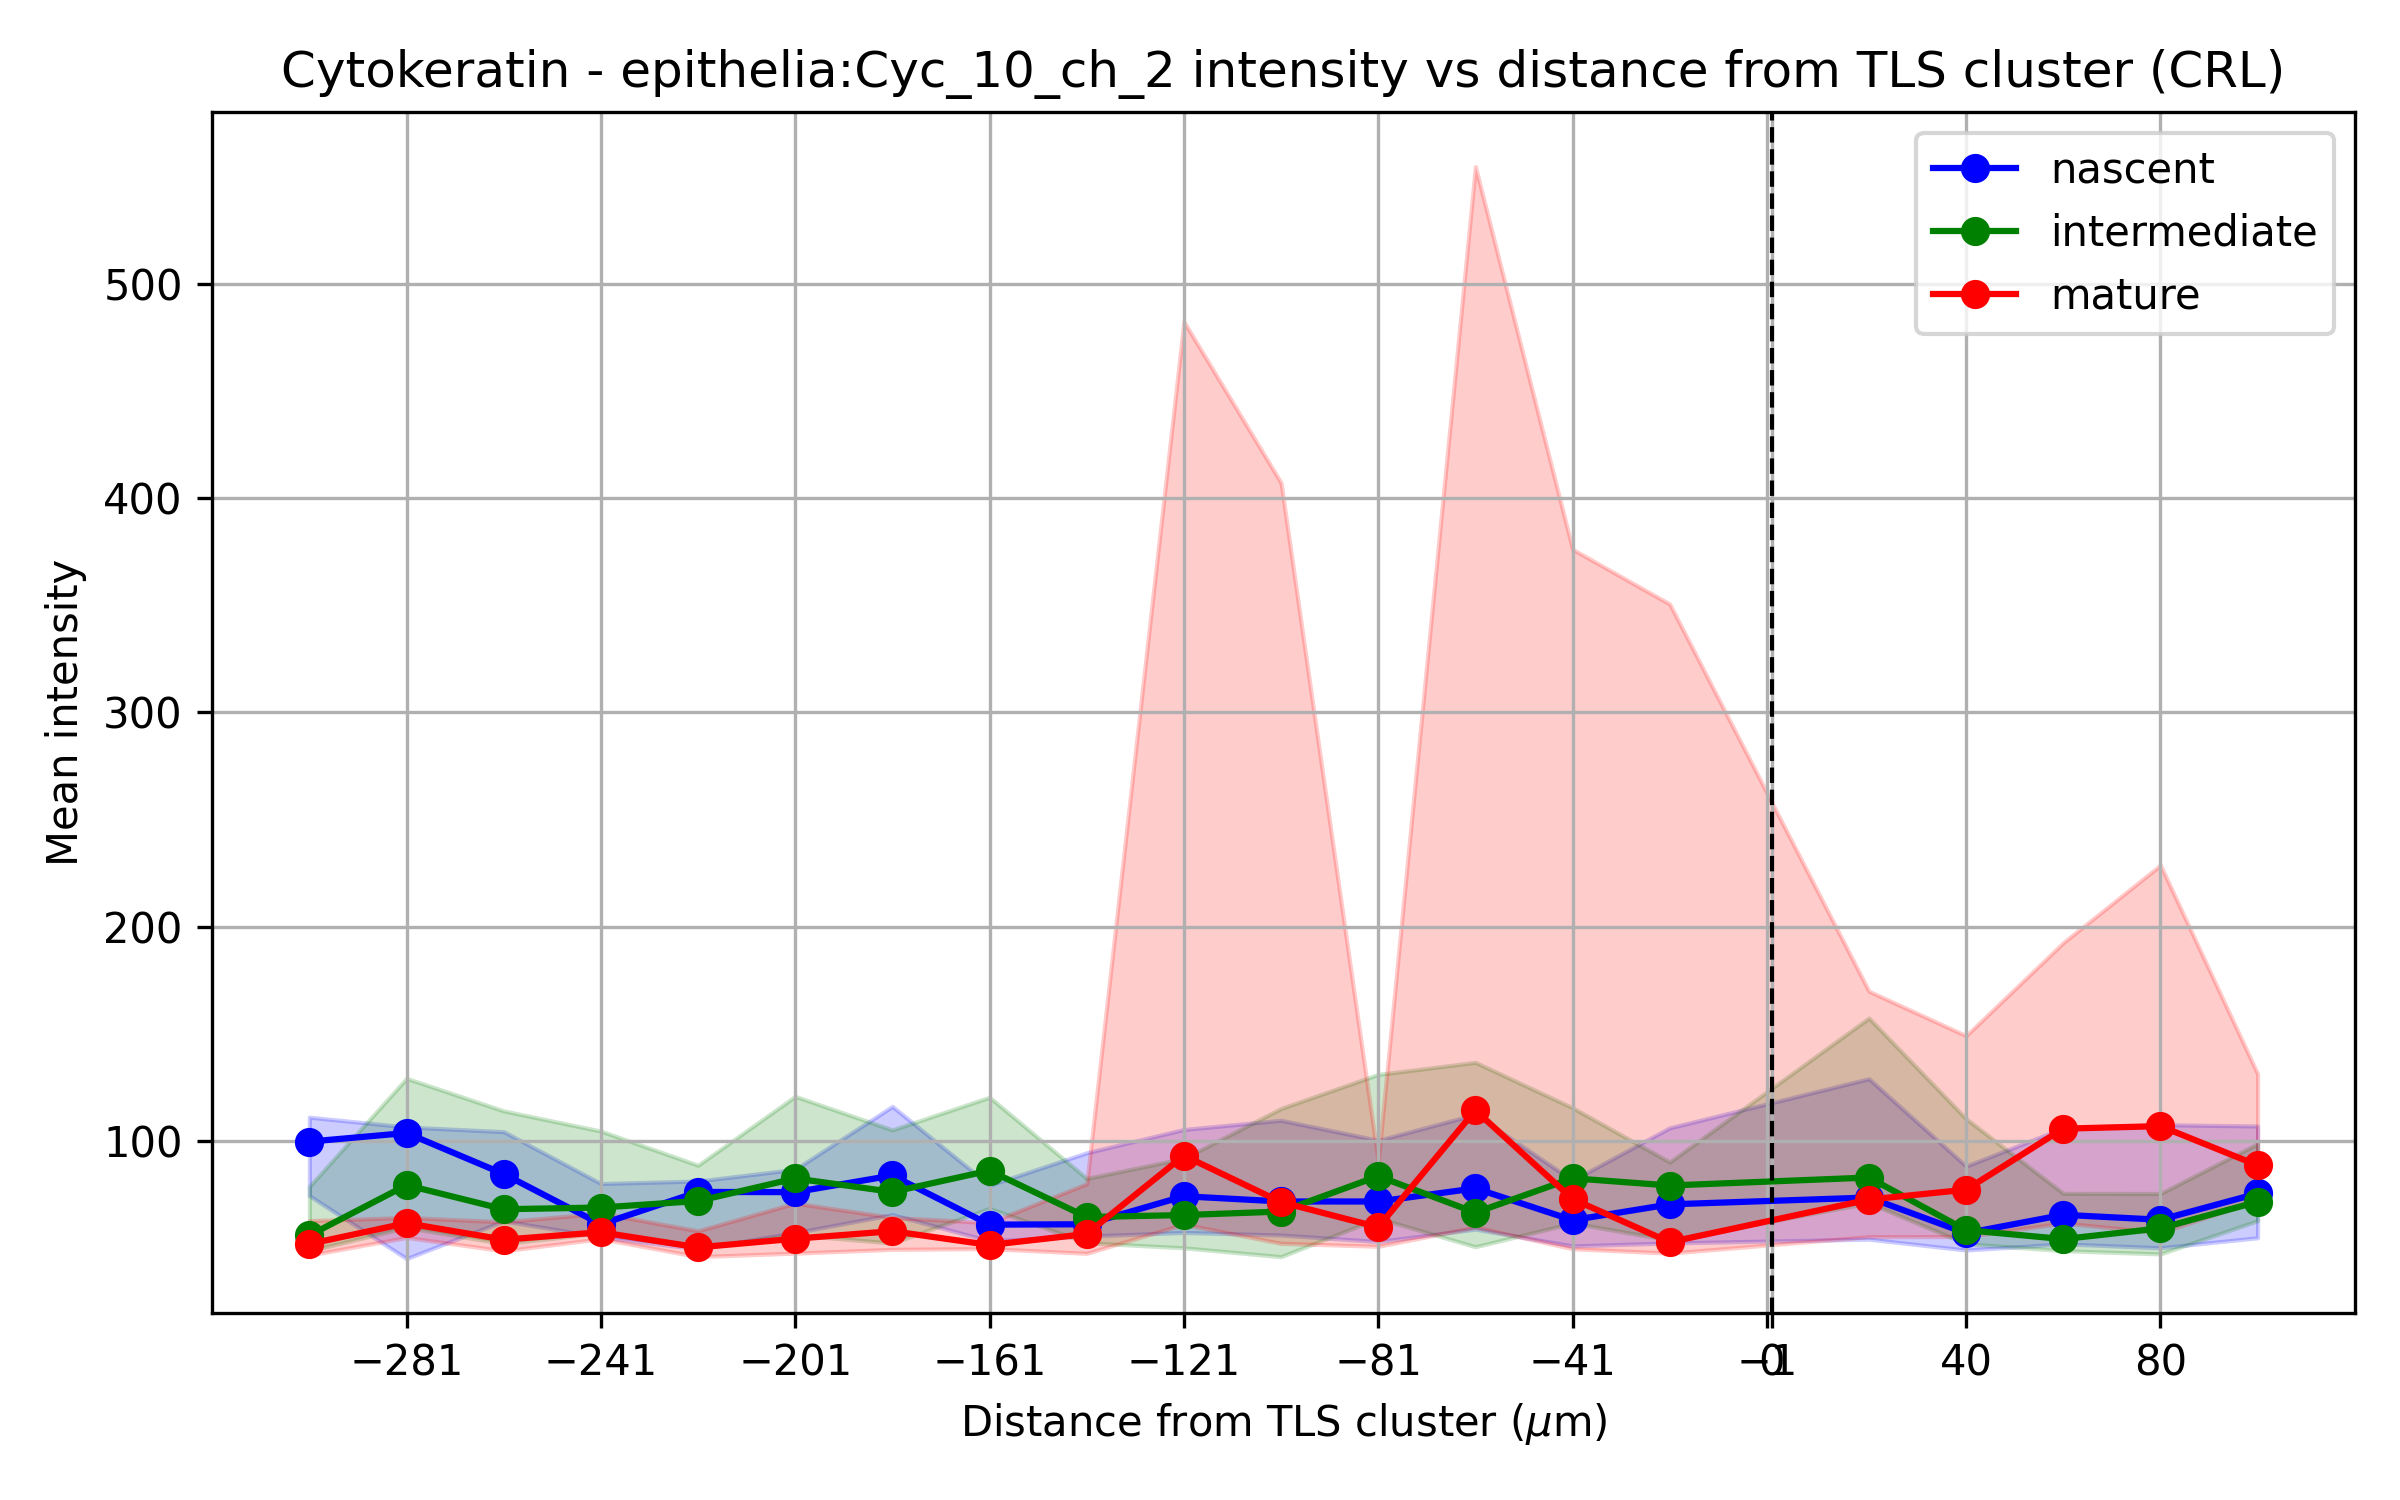 Cytokeratin - epithelia:Cyc_10_ch_2 intensity vs distance from TLS cluster (CRL)
nascent
intermediate
mature
500
400
300
200
100
Mean intensity
−281 −241 −201 −161 −121 −81 −41 −1 0 40 80
Distance from TLS cluster (μm)